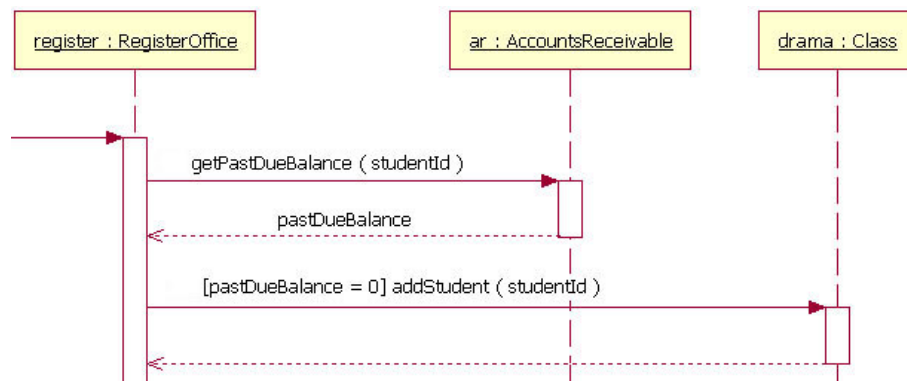 register : RegisterOffice
ar : AccountsReceivable
drama : Class
getPastDueBalance ( studentId )
pastDueBalance
[pastDueBalance = 0] addStudent ( studentId )